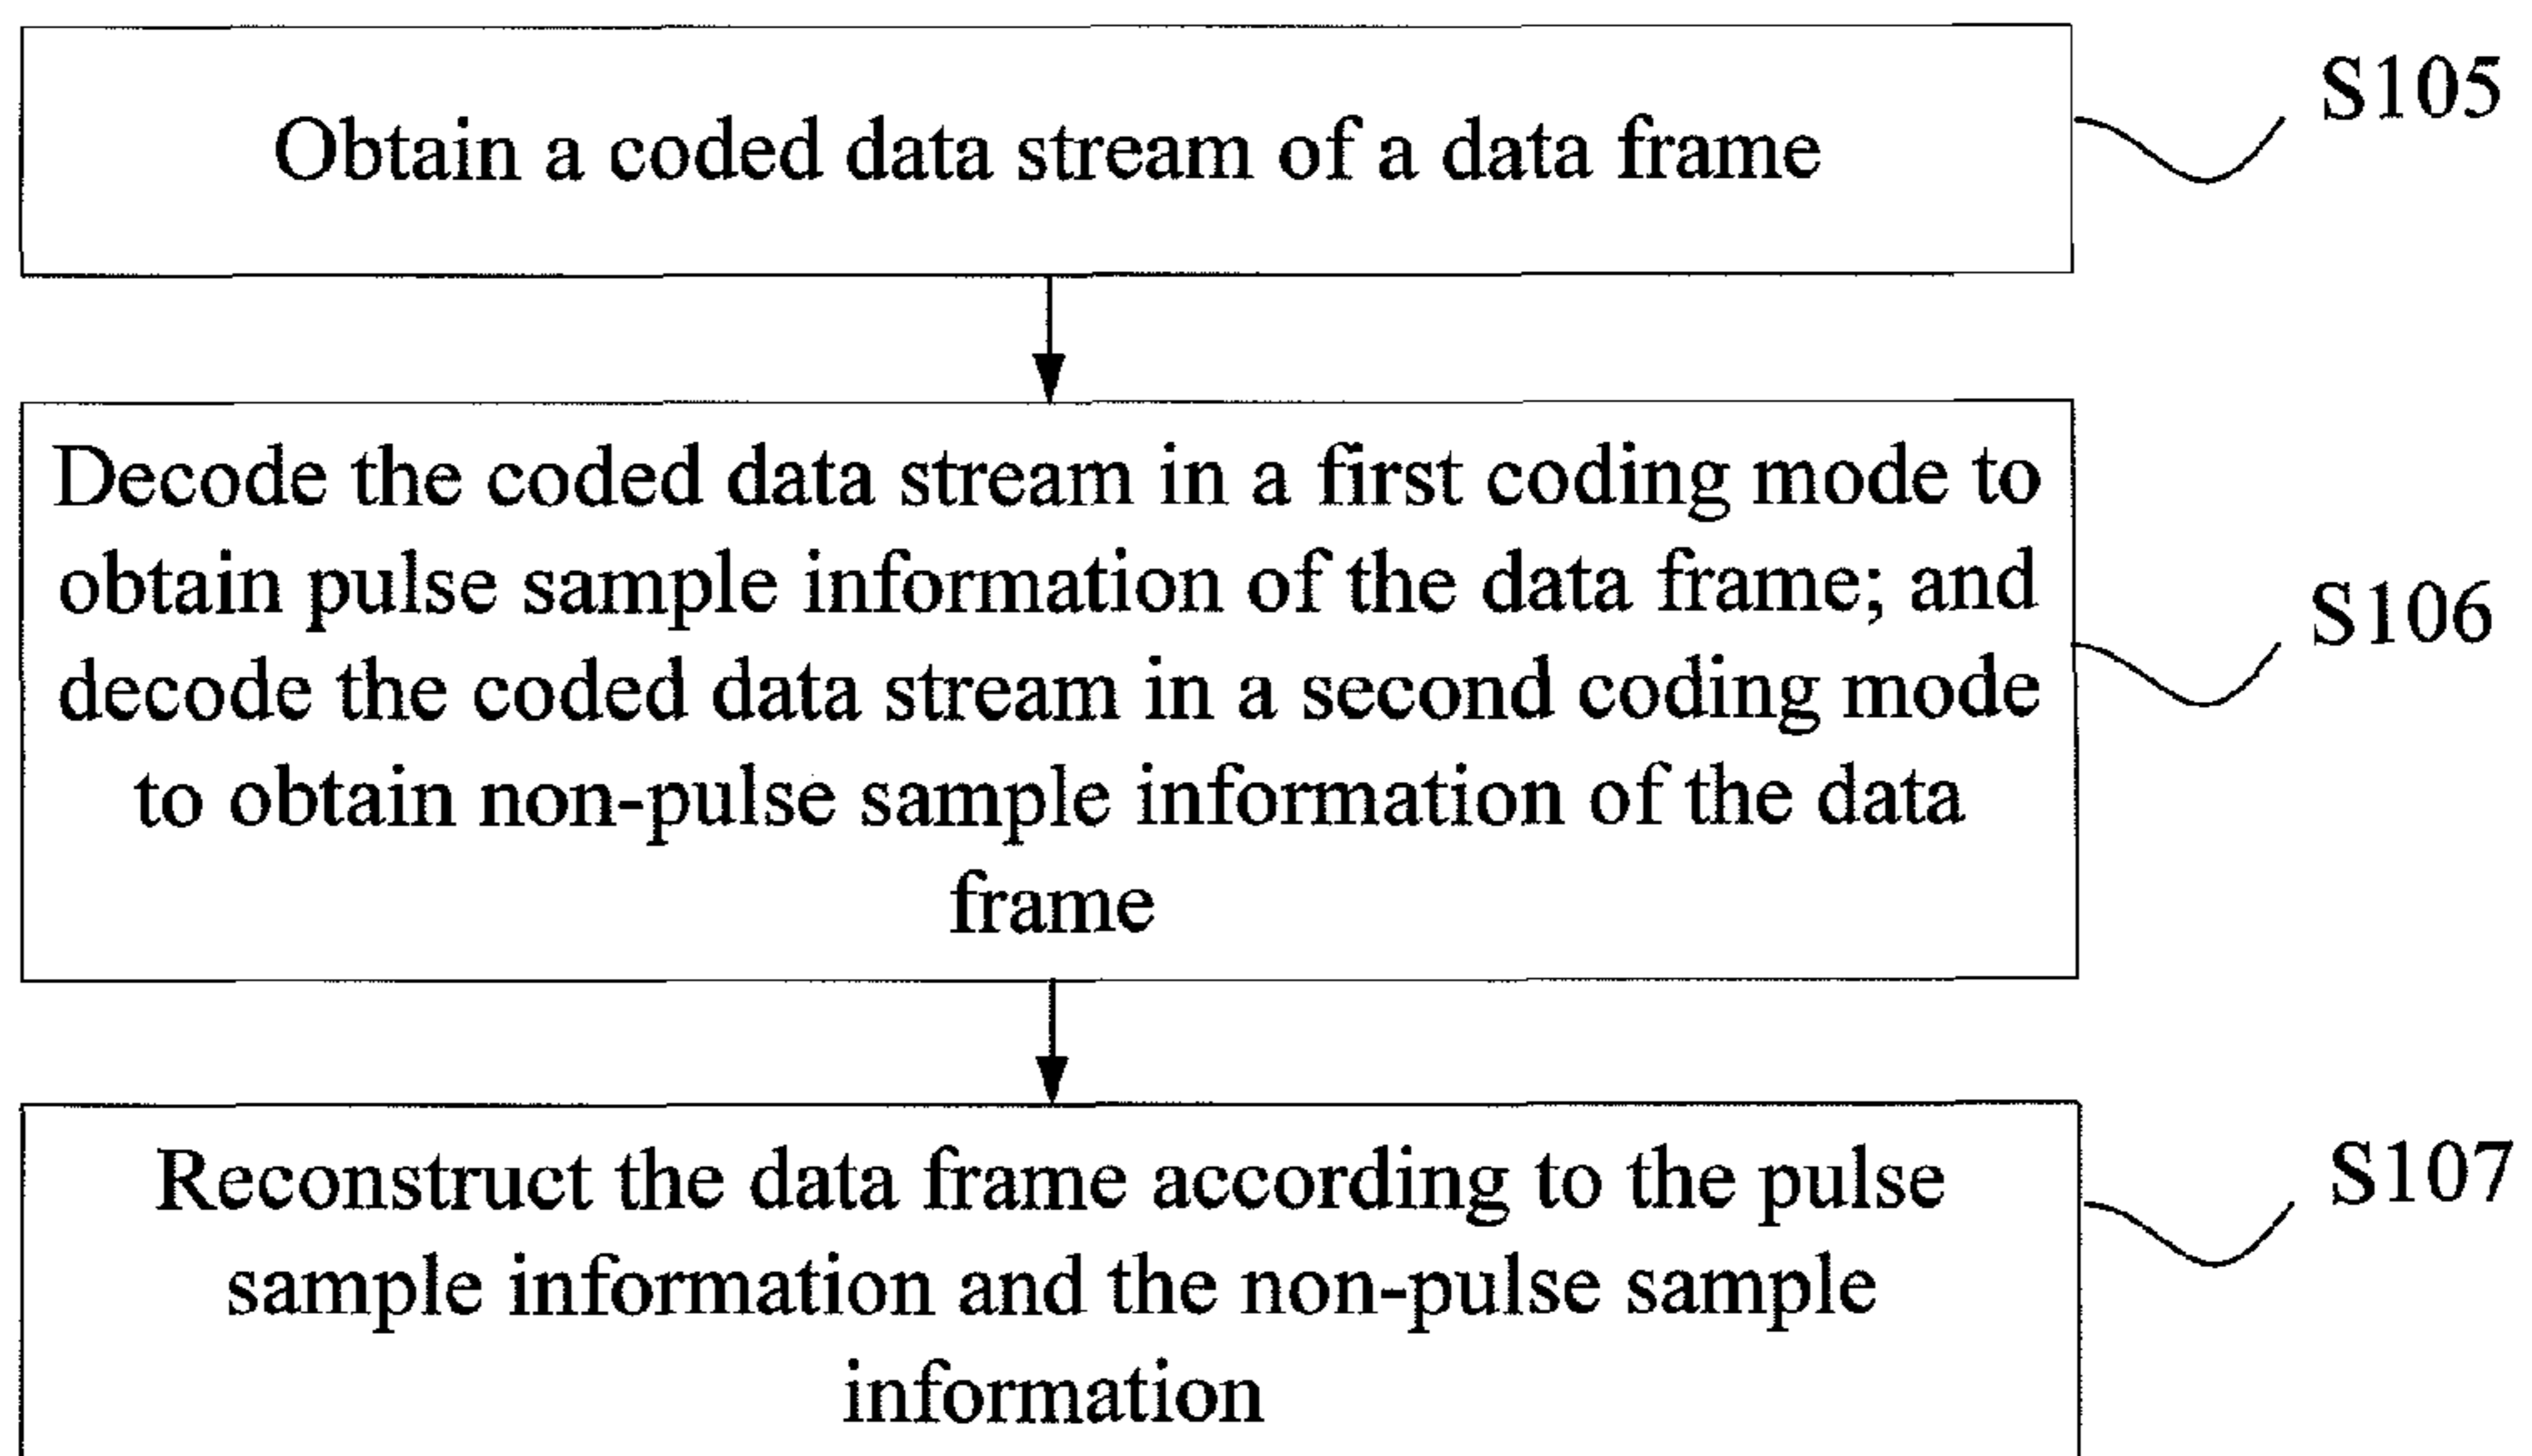 Obtain a coded data stream of a data frame
S105
Decode the coded data stream in a first coding mode to
obtain pulse sample information of the data frame; and
decode the coded data stream in a second coding mode
to obtain non-pulse sample information of the data
frame
S106
Reconstruct the data frame according to the pulse
sample information and the non-pulse sample
information
S107